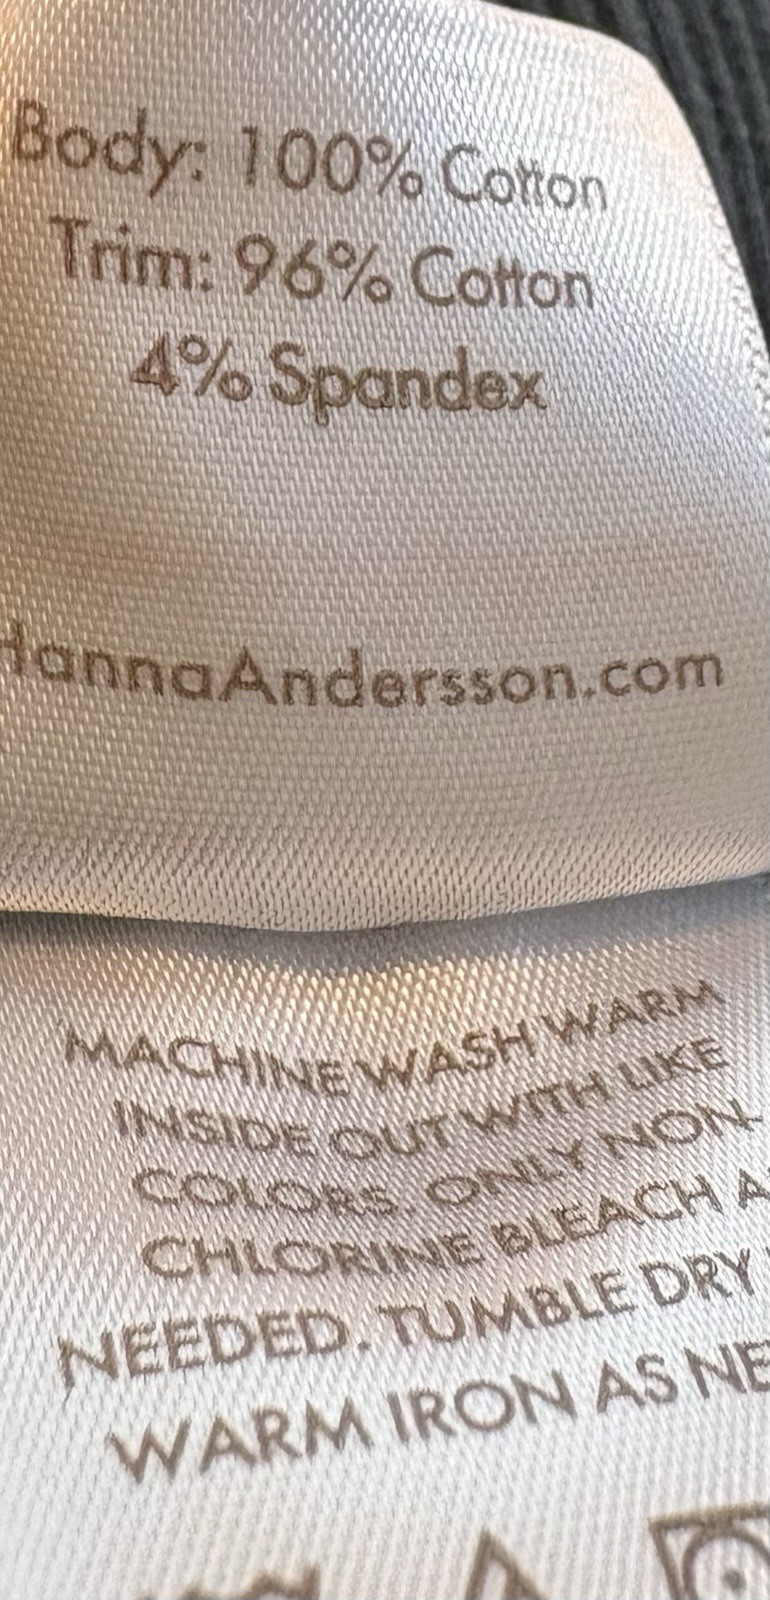 Body: 100% Cotton
Trim: 96% Cotton
4% Spandex
HannaAndersson.com
MACHINE WASH WARM
INSIDE OUT WITH LIKE
COLORS. ONLY NON-
CHLORINE BLEACH A
NEEDED. TUMBLE DRY
WARM IRON AS NE